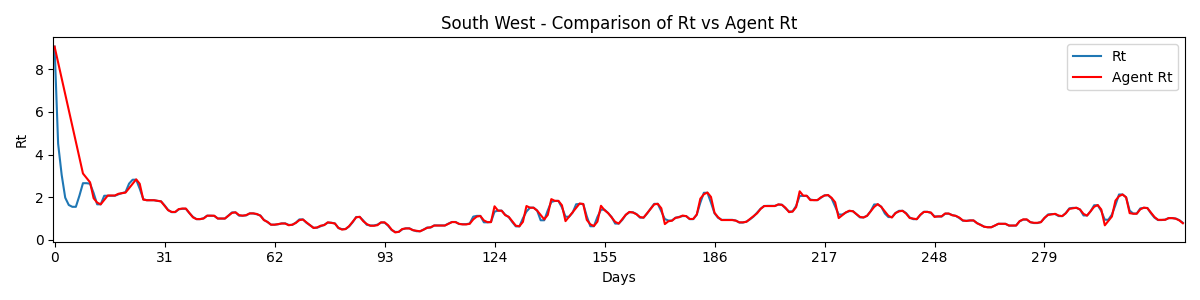 South West - Comparison of Rt vs Agent Rt
Rt
Agent Rt
8
6
4
2
0
Rt
0 31 62 93 124 155 186 217 248 279
Days